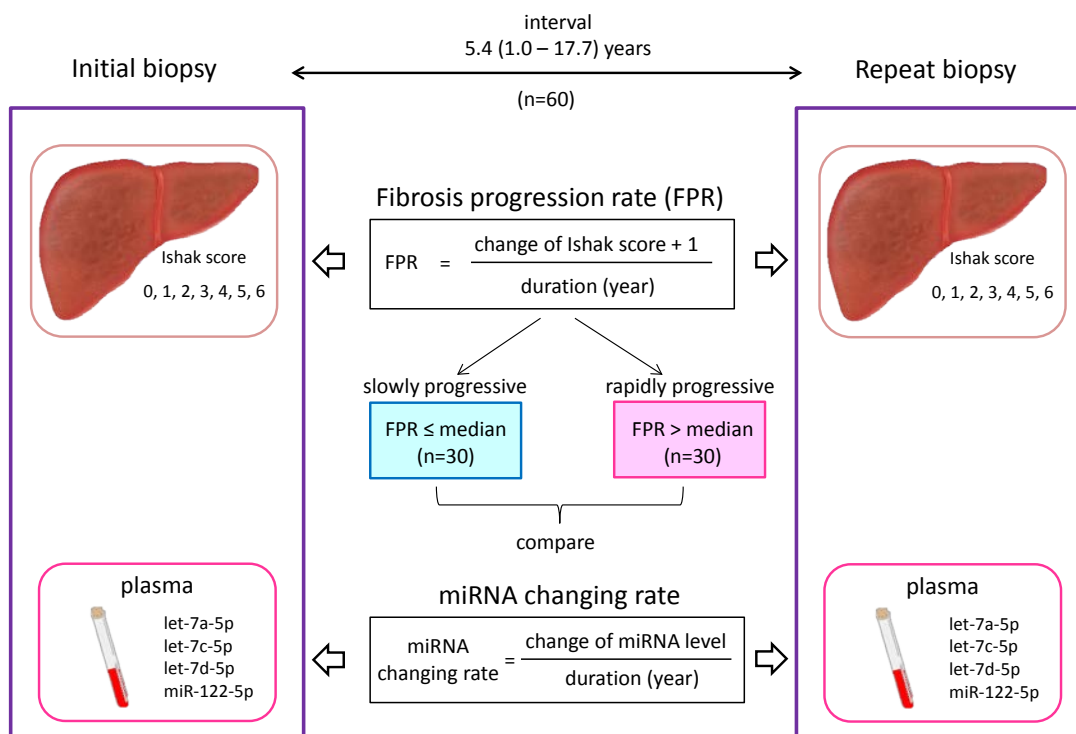 interval
5.4 (1.0 – 17.7) years
Initial biopsy
Repeat biopsy
(n=60)
Ishak score
0, 1, 2, 3, 4, 5, 6
Fibrosis progression rate (FPR)
FPR = change of Ishak score + 1
duration (year)
Ishak score
0, 1, 2, 3, 4, 5, 6
slowly progressive
FPR ≤ median
(n=30)
rapidly progressive
FPR > median
(n=30)
compare
plasma
let-7a-5p
let-7c-5p
let-7d-5p
miR-122-5p
miRNA changing rate
miRNA
changing rate = change of miRNA level
duration (year)
plasma
let-7a-5p
let-7c-5p
let-7d-5p
miR-122-5p